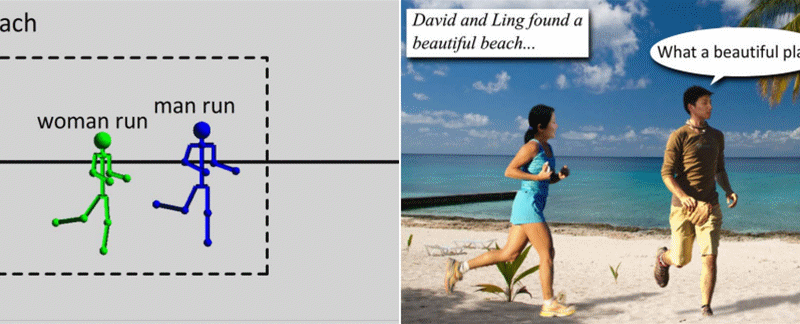 ach
woman run
man run
David and Ling found a
beautiful beach...
What a beautiful pla